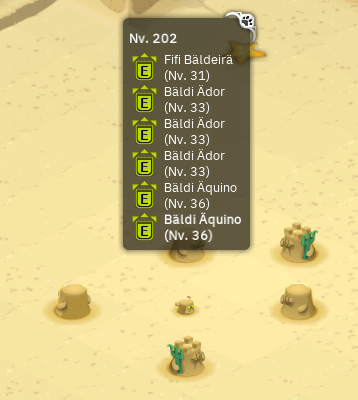 Nv. 202
E
Fifi Bäldeirä
(Nv. 31)
E
Bäldi Ädor
(Nv. 33)
E
Bäldi Ädor
(Nv. 33)
E
Bäldi Ädor
(Nv. 33)
E
Bäldi Äquino
(Nv. 36)
E
Bäldi Äquino
(Nv. 36)